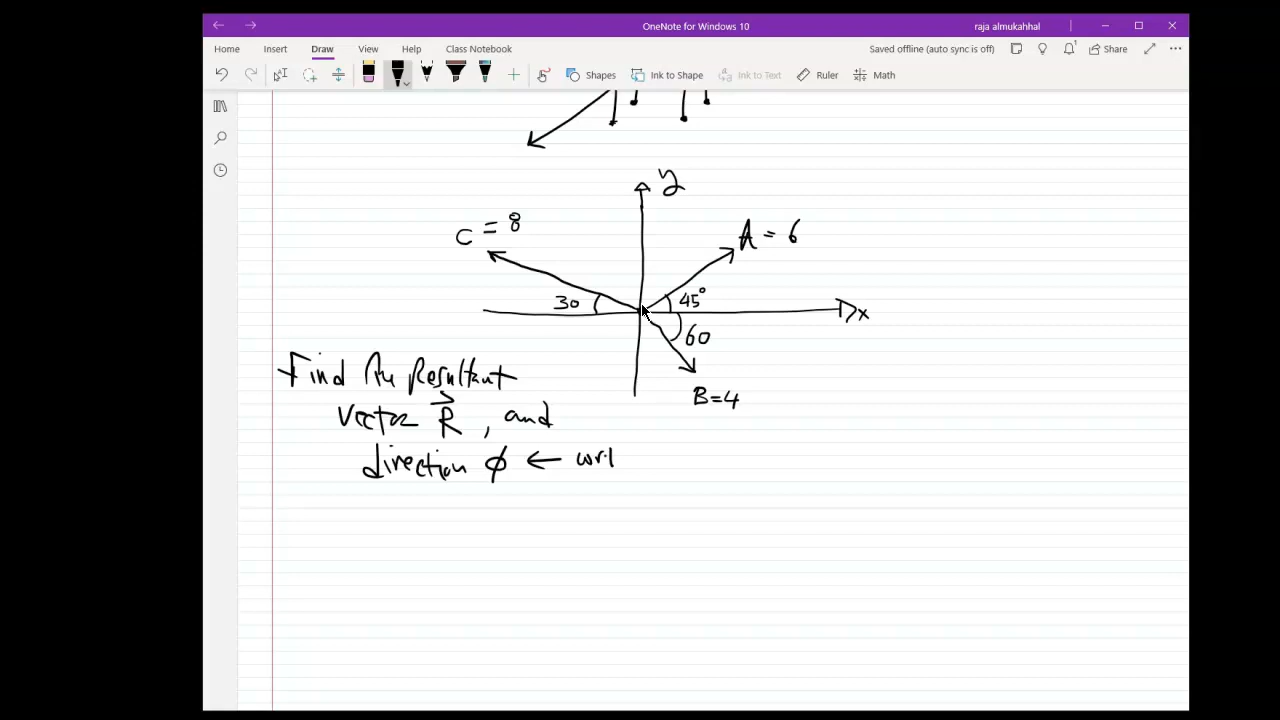 OneNote for Windows 10
raja almukahhal
Home Insert Draw View Help Class Notebook
Saved offline (auto sync is off)
Share
Shapes
Ink to Shape
Ink to Text
Ruler
Math
y
C = 8
A = 6
30
45°
x
60
B=4
Find the Resultant
vector R, and
direction φ ← wrt